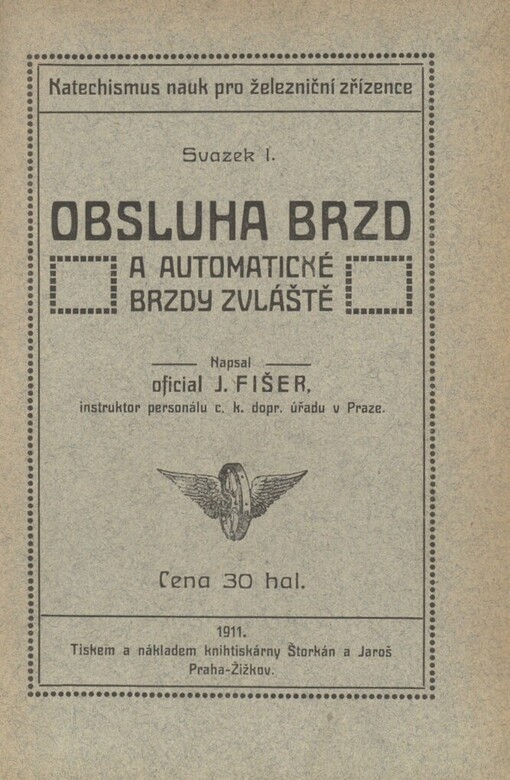 Katechismus nauk pro železniční zřízence
Svazek I.
OBSLUHA BRZD
A AUTOMATICKÉ
BRZDY ZVLÁŠTĚ
Napsal
oficial J. FIŠER,
instruktor personálu c. k. dopr. úřadu v Praze.
Cena 30 hal.
1911.
Tiskem a nákladem knihtiskárny Štorkán a Jaroš
Praha-Žižkov.